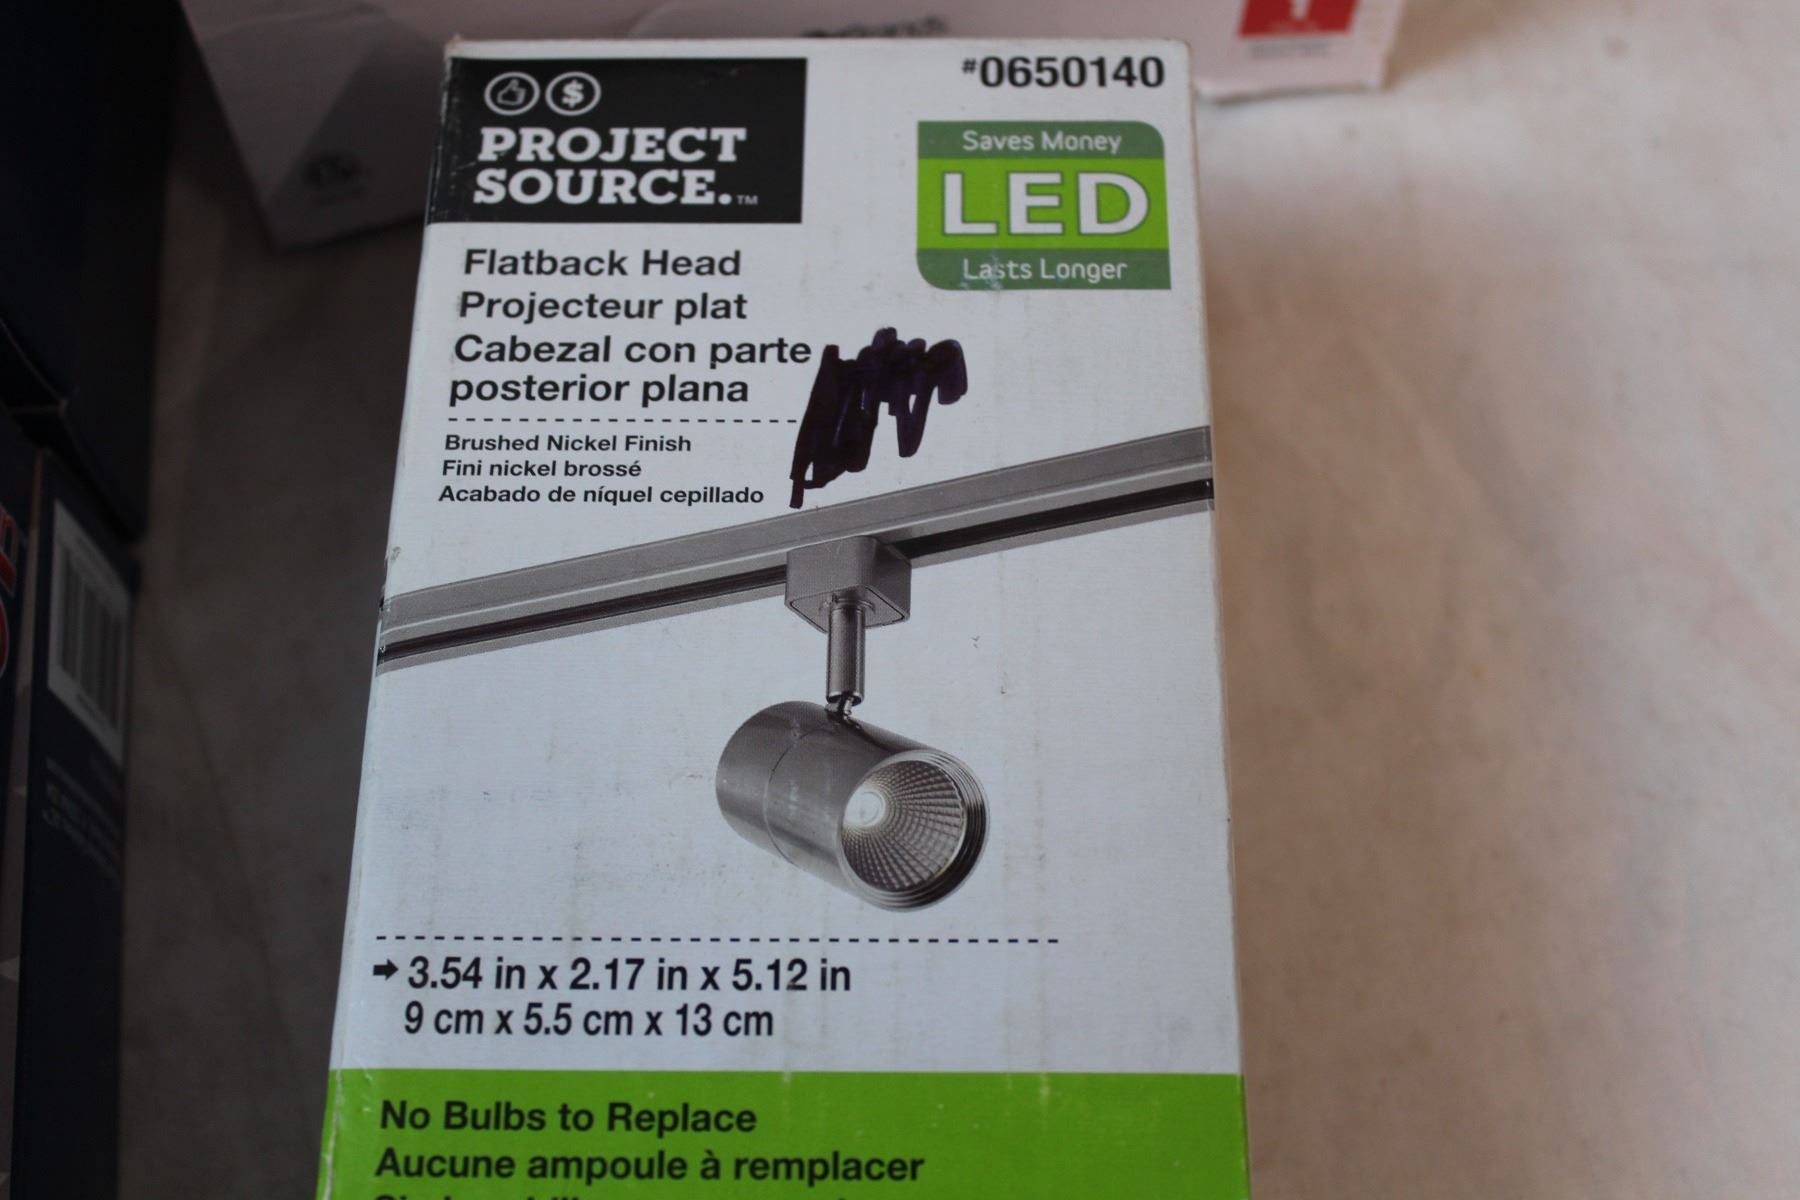 #0650140
PROJECT
SOURCE.™
Saves Money
LED
Lasts Longer
Flatback Head
Projecteur plat
Cabezal con parte
posterior plana
Brushed Nickel Finish
Fini nickel brossé
Acabado de níquel cepillado
3.54 in x 2.17 in x 5.12 in
9 cm x 5.5 cm x 13 cm
No Bulbs to Replace
Aucune ampoule à remplacer